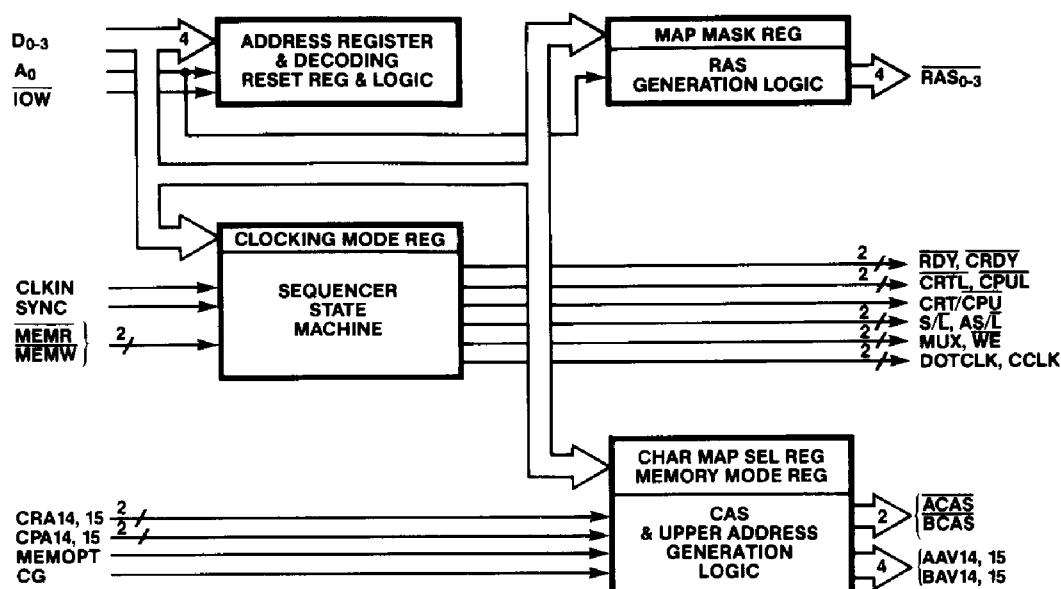 D0-3
A0
IOW
4
ADDRESS REGISTER
& DECODING
RESET REG & LOGIC
MAP MASK REG
RAS
GENERATION LOGIC
4
RAS0-3
CLOCKING MODE REG
SEQUENCER
STATE
MACHINE
CLKIN
SYNC
MEMR
MEMW
2
2
RDY, CRDY
2
CRTL, CPUL
CRT/CPU
2
S/L, AS/L
2
MUX, WE
2
DOTCLK, CCLK
CHAR MAP SEL REG
MEMORY MODE REG
CAS
& UPPER ADDRESS
GENERATION
LOGIC
CRA14, 15
2
CPA14, 15
2
MEMOPT
CG
2
ACAS
BCAS
4
AAV14, 15
BAV14, 15